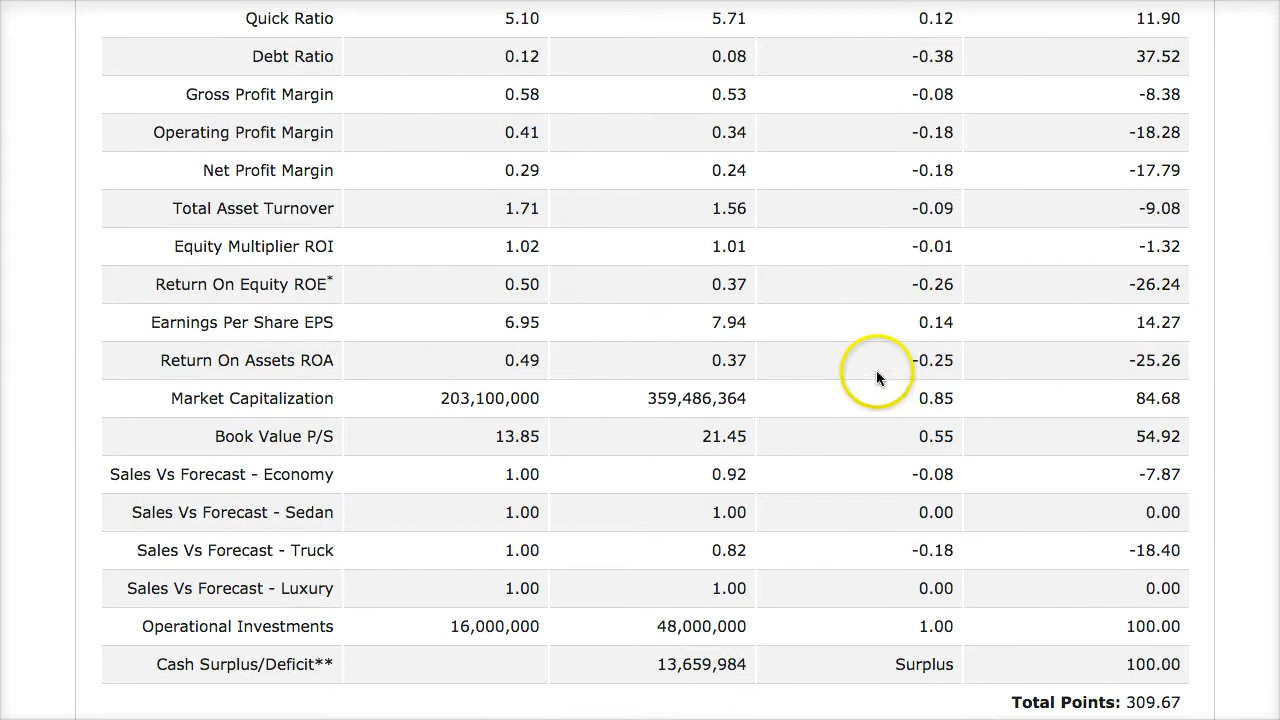 Quick Ratio 5.10 5.71 0.12 11.90
Debt Ratio 0.12 0.08 -0.38 37.52
Gross Profit Margin 0.58 0.53 -0.08 -8.38
Operating Profit Margin 0.41 0.34 -0.18 -18.28
Net Profit Margin 0.29 0.24 -0.18 -17.79
Total Asset Turnover 1.71 1.56 -0.09 -9.08
Equity Multiplier ROI 1.02 1.01 -0.01 -1.32
Return On Equity ROE* 0.50 0.37 -0.26 -26.24
Earnings Per Share EPS 6.95 7.94 0.14 14.27
Return On Assets ROA 0.49 0.37 -0.25 -25.26
Market Capitalization 203,100,000 359,486,364 0.85 84.68
Book Value P/S 13.85 21.45 0.55 54.92
Sales Vs Forecast - Economy 1.00 0.92 -0.08 -7.87
Sales Vs Forecast - Sedan 1.00 1.00 0.00 0.00
Sales Vs Forecast - Truck 1.00 0.82 -0.18 -18.40
Sales Vs Forecast - Luxury 1.00 1.00 0.00 0.00
Operational Investments 16,000,000 48,000,000 1.00 100.00
Cash Surplus/Deficit** 13,659,984 Surplus 100.00
Total Points: 309.67